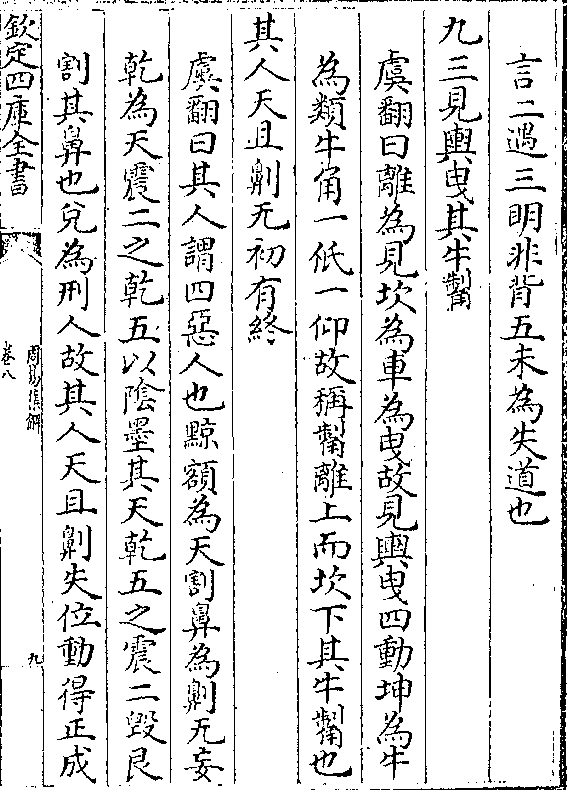 言二遇三明非背五未為失道也
九三見輿曳其牛觢
虞翻曰離為見坎為車為曳故見輿曳四動坤為牛
為類牛角一低一仰故稱觢離上而坎下其牛觢也
其人天且劓无初有終
虞翻曰其人謂四惡人也黥額為天割鼻為劓无妄
乾為天震二之乾五以陰墨其天乾五之震二毀艮
割其鼻也兌為刑人故其人天且劓失位動得正成
欽定四庫全書
周易集解
卷八
九